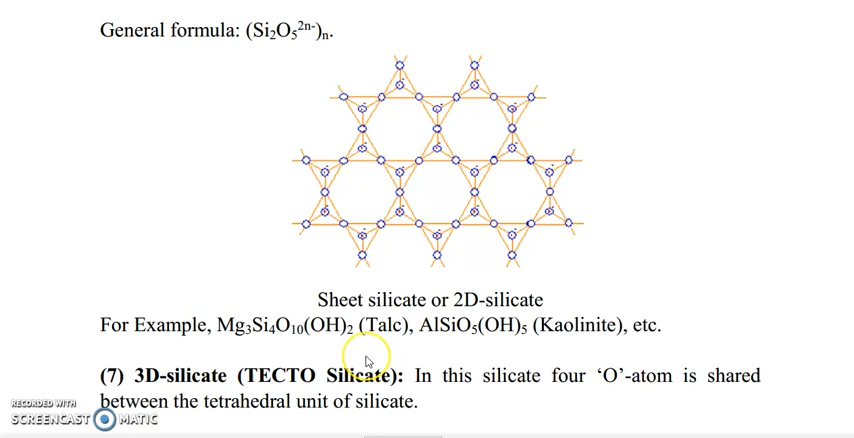 General formula: (Si₂O₅²ⁿ⁻)ₙ.
Sheet silicate or 2D-silicate
For Example, Mg₃Si₄O₁₀(OH)₂ (Talc), AlSiO₅(OH)₅ (Kaolinite), etc.
(7) 3D-silicate (TECTO Silicate): In this silicate four ‘O’-atom is shared
between the tetrahedral unit of silicate.
RECORDED WITH
SCREENCAST MATIC